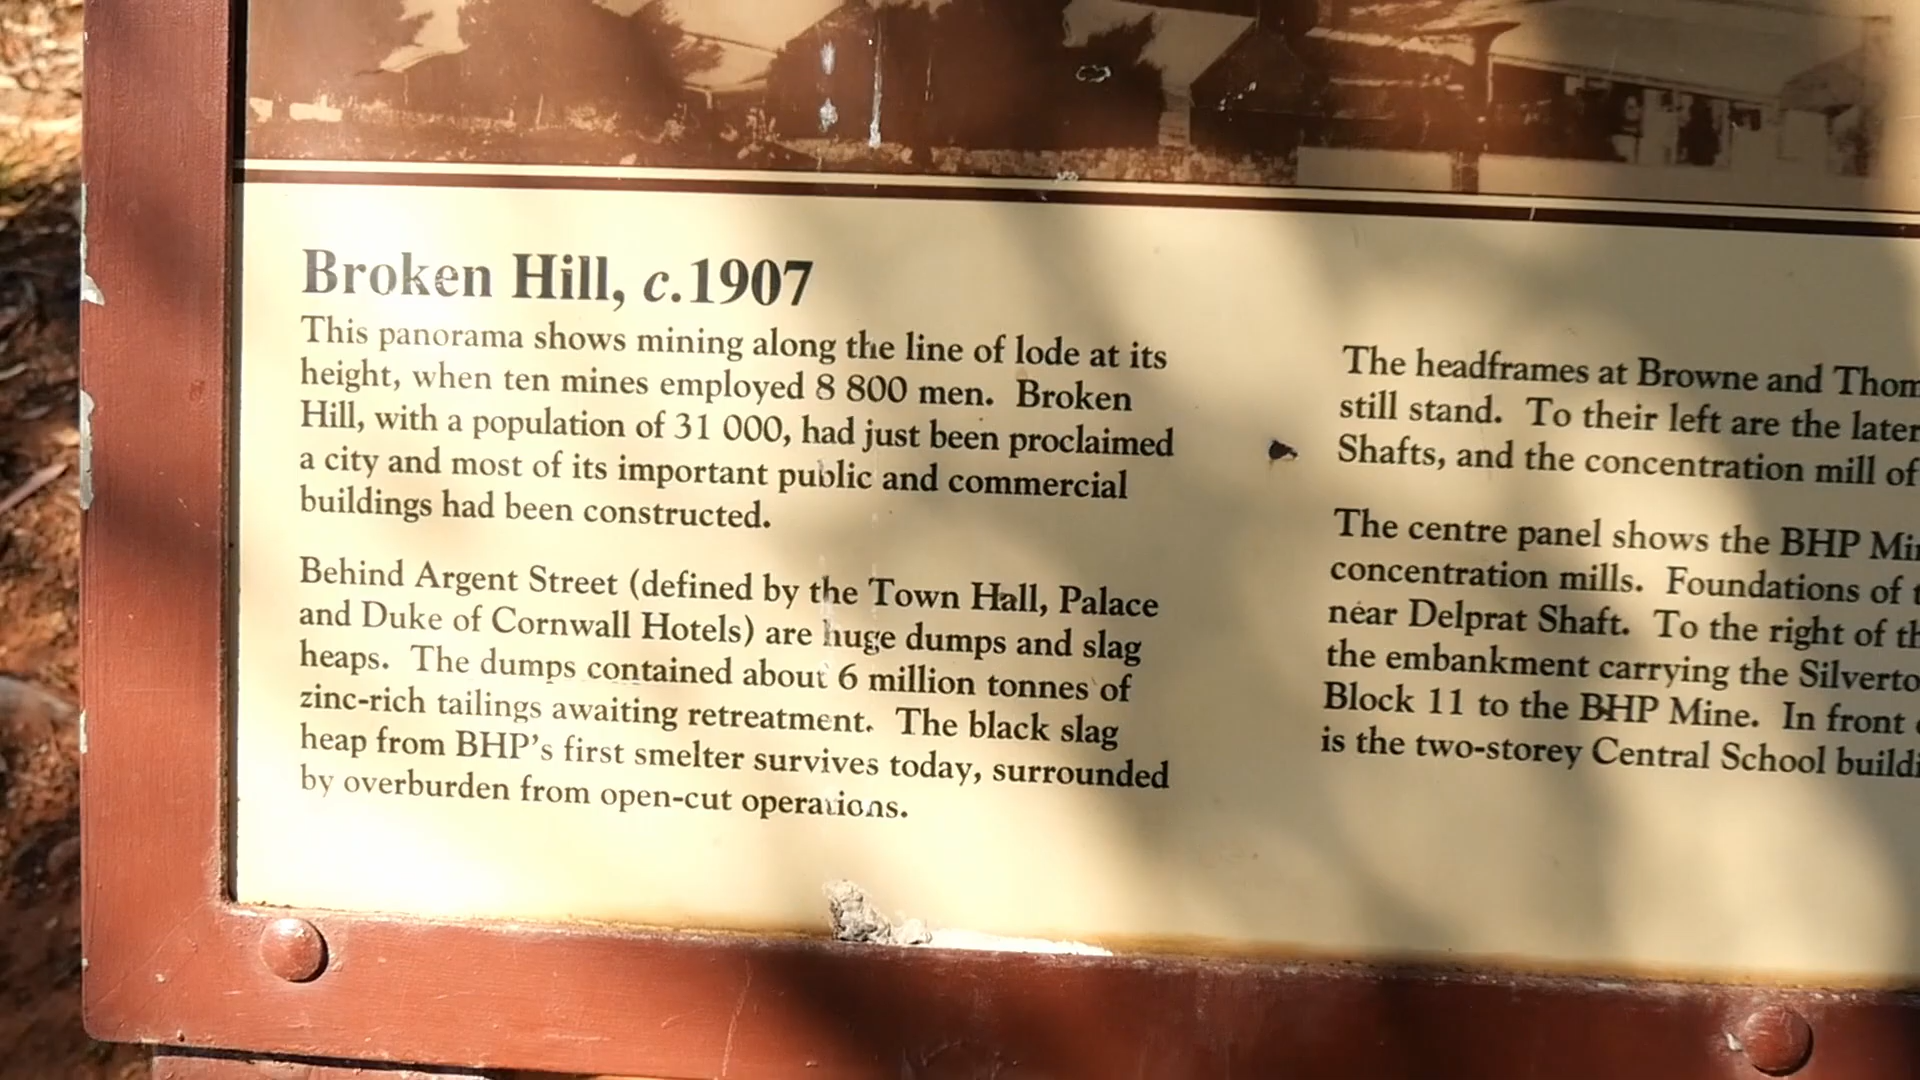 Broken Hill, c.1907
This panorama shows mining along the line of lode at its
height, when ten mines employed 8 800 men. Broken
Hill, with a population of 31 000, had just been proclaimed
a city and most of its important public and commercial
buildings had been constructed.
Behind Argent Street (defined by the Town Hall, Palace
and Duke of Cornwall Hotels) are huge dumps and slag
heaps. The dumps contained about 6 million tonnes of
zinc-rich tailings awaiting retreatment. The black slag
heap from BHP's first smelter survives today, surrounded
by overburden from open-cut operations.
The headframes at Browne and
still stand. To their left are the later
Shafts, and the concentration mill of
The centre panel shows the BHP
concentration mills. Foundations of
near Delprat Shaft. To the right of
the embankment carrying the
Block 11 to the BHP Mine. In front
is the two-storey Central School